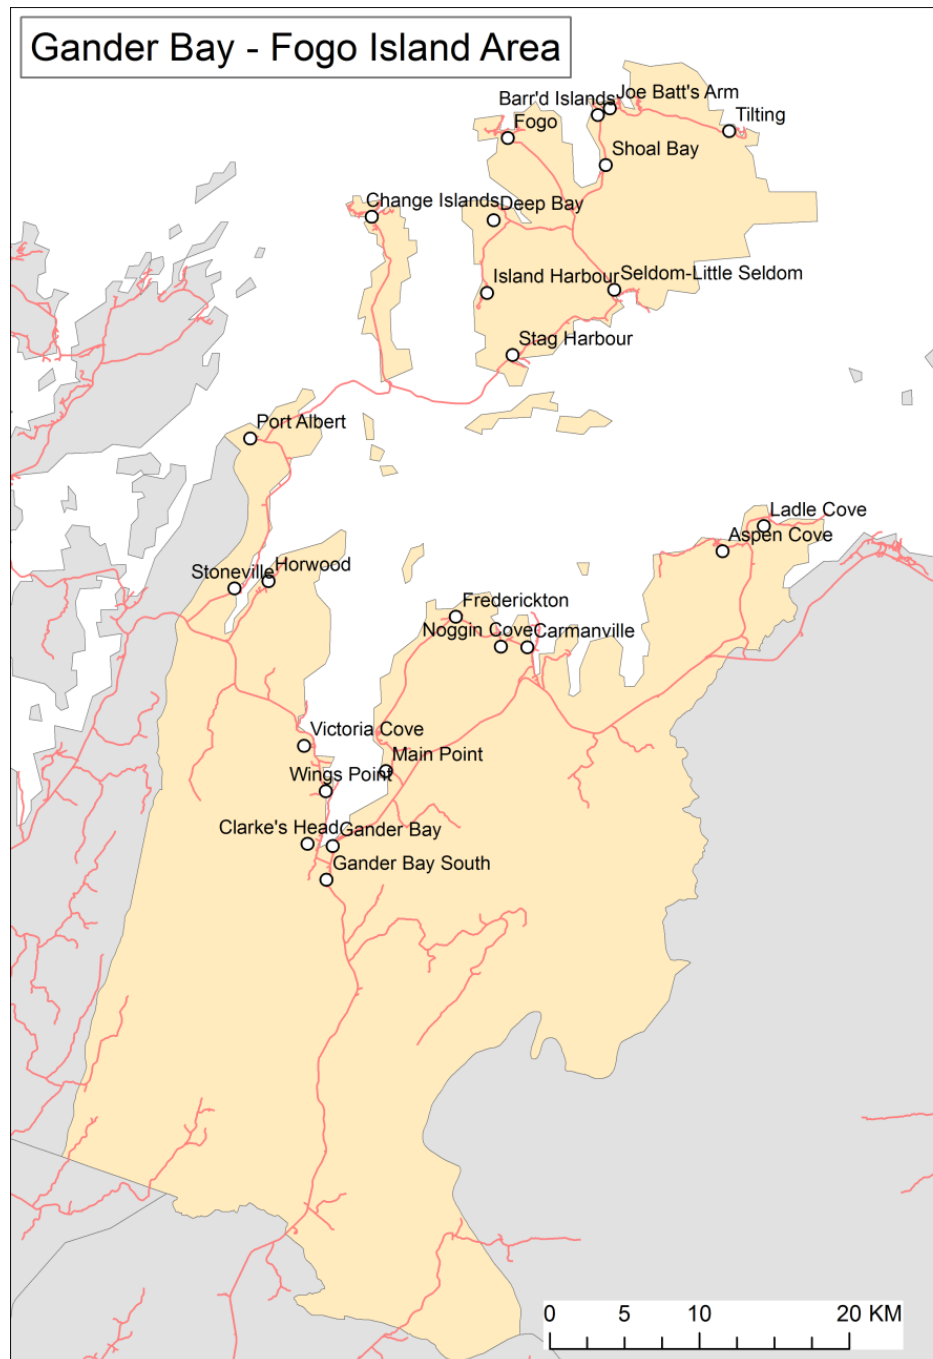 Gander Bay - Fogo Island Area
Joe Batt's Arm
Barr'd Islands
Tilting
Fogo
Shoal Bay
Change Islands
Deep Bay
Island Harbour
Seldom-Little Seldom
Stag Harbour
Port Albert
Ladle Cove
Aspen Cove
Stoneville
Horwood
Frederickton
Noggin Cove
Carmanville
Victoria Cove
Main Point
Wings Point
Clarke's Head
Gander Bay
Gander Bay South
0 5 10 20 KM